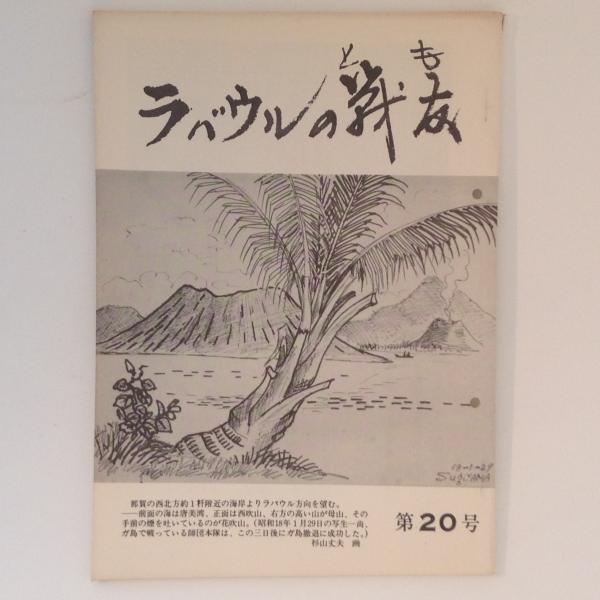 ラバウルの戦友
とも
18-1-29
SUGIYAMA
那賀の西北方約1粁附近の海岸よりラバウル方向を望む。
──前面の海は唐美湾、正面は西吹山、右方の高い山が母山、その
手前の煙を吐いているのが花吹山。(昭和18年1月29日の写生―尚、
ガ島で戦っている師団本隊は、この三日後にガ島撤退に成功した。)
杉山丈夫 画
第20号